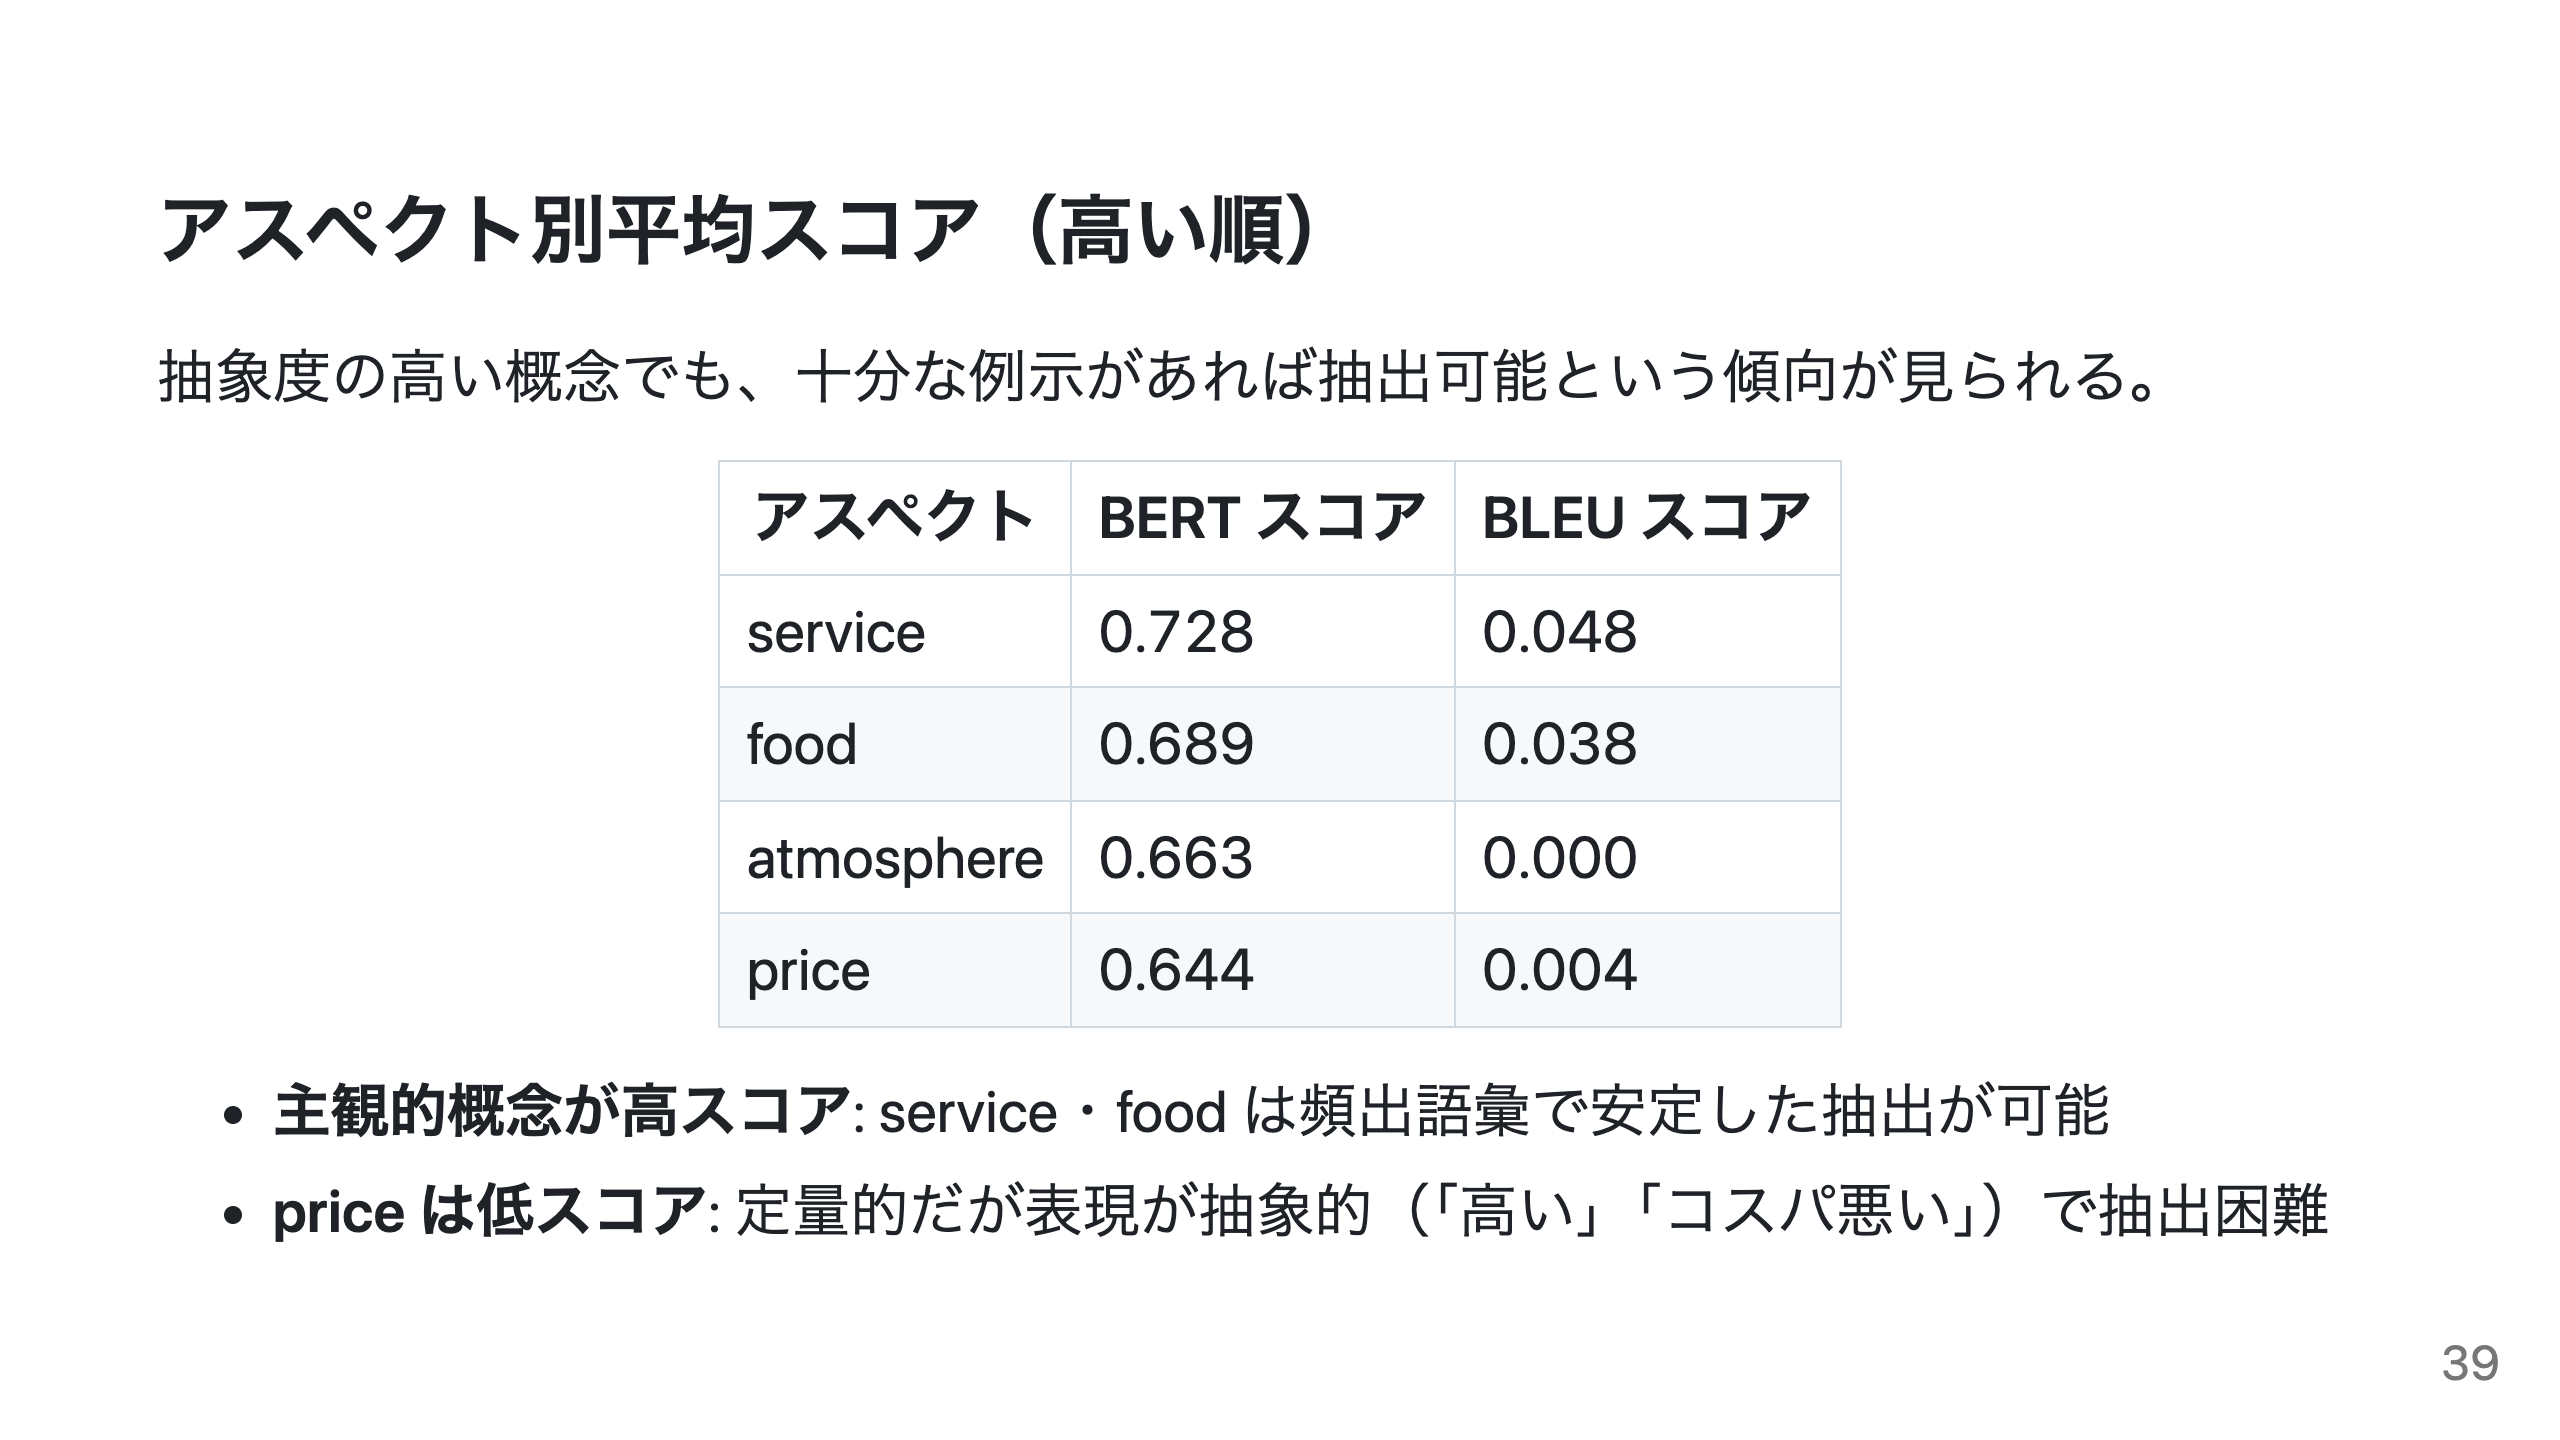 アスペクト別平均スコア（高い順）
抽象度の高い概念でも、十分な例示があれば抽出可能という傾向が見られる。
アスペクト BERT スコア BLEU スコア
service 0.728 0.048
food 0.689 0.038
atmosphere 0.663 0.000
price 0.644 0.004
• 主観的概念が高スコア: service・food は頻出語彙で安定した抽出が可能
• price は低スコア: 定量的だが表現が抽象的（「高い」「コスパ悪い」）で抽出困難
39